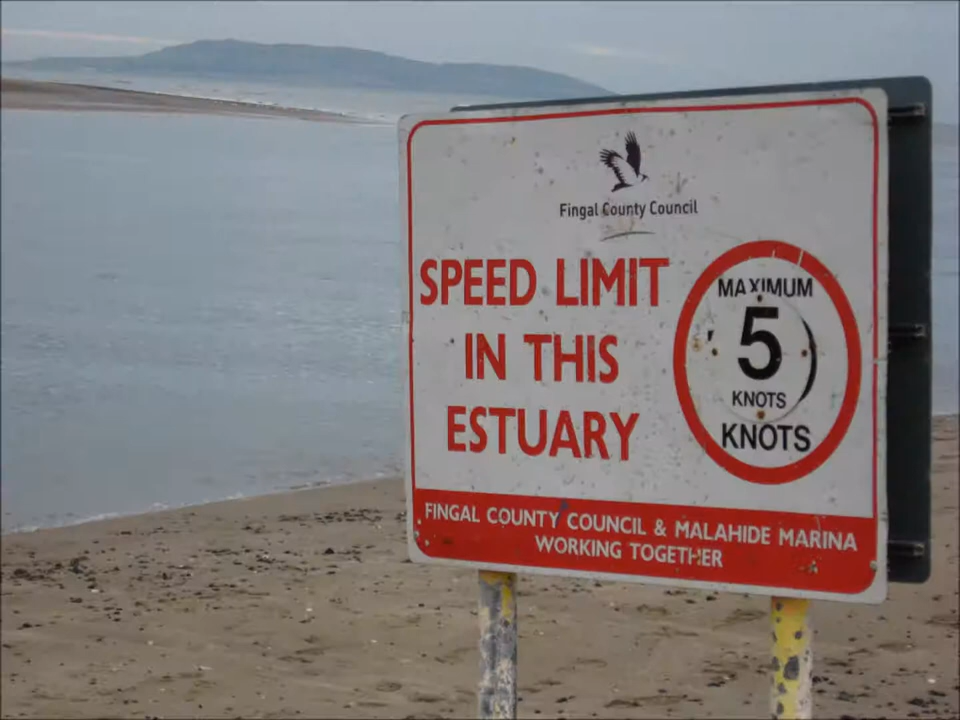 Fingal County Council
SPEED LIMIT
IN THIS
ESTUARY
MAXIMUM
5
KNOTS
KNOTS
FINGAL COUNTY COUNCIL & MALAHIDE MARINA
WORKING TOGETHER